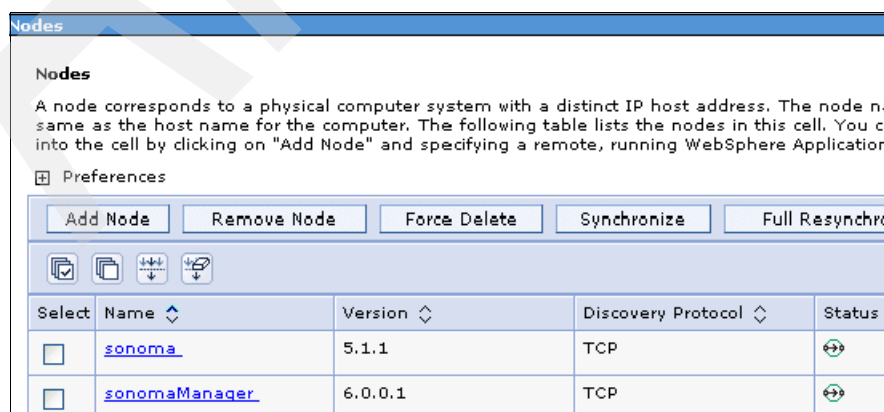 Nodes
Nodes
A node corresponds to a physical computer system with a distinct IP host address. The node
same as the host name for the computer. The following table lists the nodes in this cell. You
into the cell by clicking on "Add Node" and specifying a remote, running WebSphere Application
Preferences
Add Node Remove Node Force Delete Synchronize Full
Select Name Version Discovery Protocol Status
sonoma 5.1.1 TCP
sonomaManager 6.0.0.1 TCP